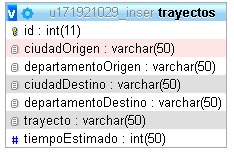 v u171921029_inser trayectos
id : int(11)
ciudadOrigen : varchar(50)
departamentoOrigen : varchar(50)
ciudadDestino : varchar(50)
departamentoDestino : varchar(50)
trayecto : varchar(50)
# tiempoEstimado : int(50)